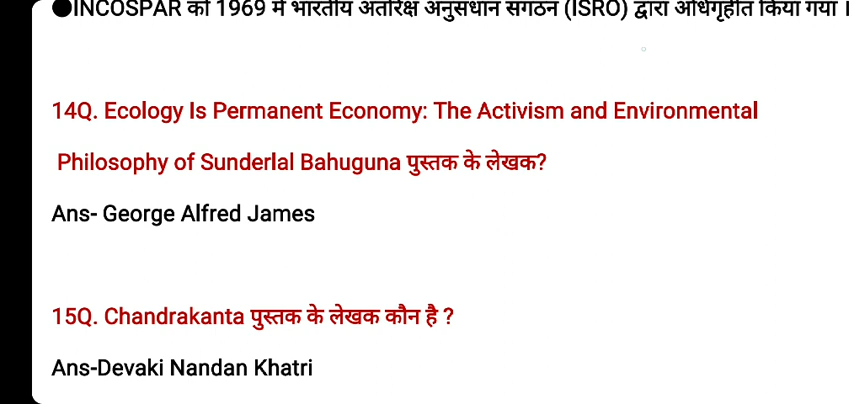 ●INCOSPAR को 1969 में भारतीय अंतरिक्ष अनुसंधान संगठन (ISRO) द्वारा अधिगृहीत किया गया ।
14Q. Ecology Is Permanent Economy: The Activism and Environmental
Philosophy of Sunderlal Bahuguna पुस्तक के लेखक?
Ans- George Alfred James
15Q. Chandrakanta पुस्तक के लेखक कौन है ?
Ans-Devaki Nandan Khatri